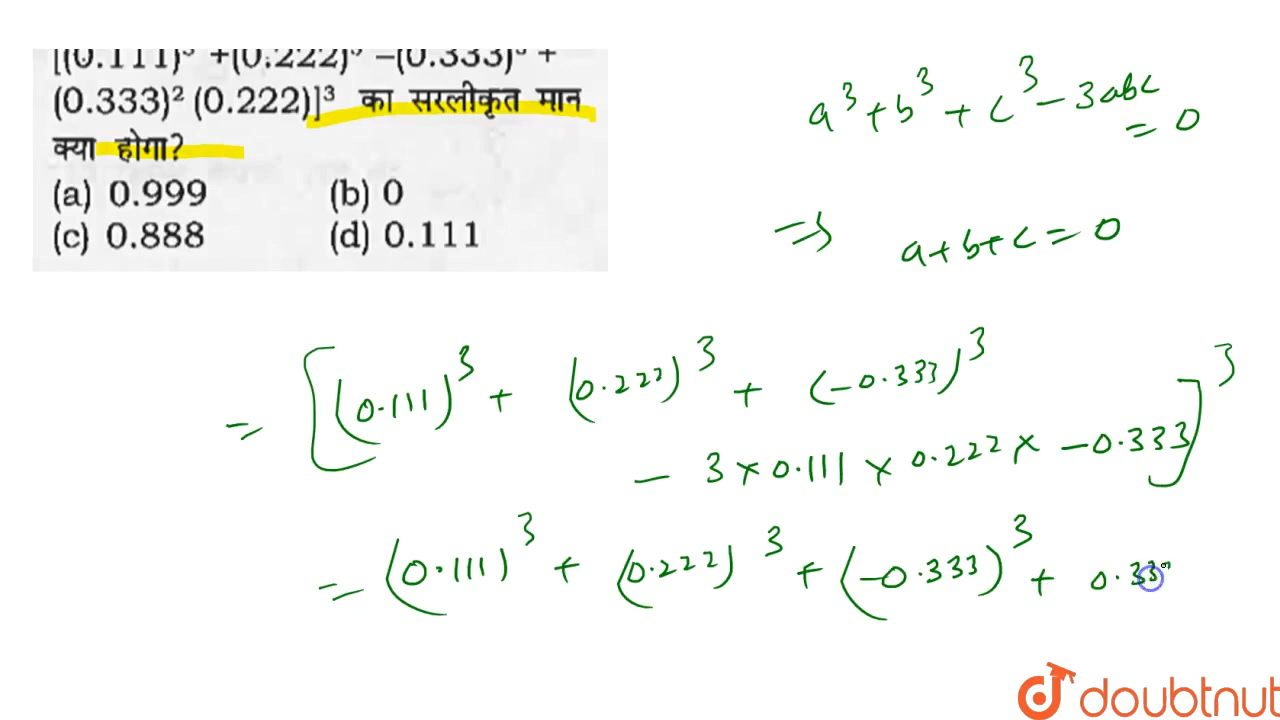 [(0.111)³ +(0.222)³ –(0.333)³ +
(0.333)² (0.222)]³ का सरलीकृत मान
क्या होगा?
(a) 0.999 (b) 0
(c) 0.888 (d) 0.111
a³ + b³ + c³ - 3abc
= 0
⇒ a + b + c = 0
= [(0.111)³ + (0.222)³ + (-0.333)³
- 3 × 0.111 × 0.222 × -0.333]³
= (0.111)³ + (0.222)³ + (-0.333)³ + 0.33
doubtnut